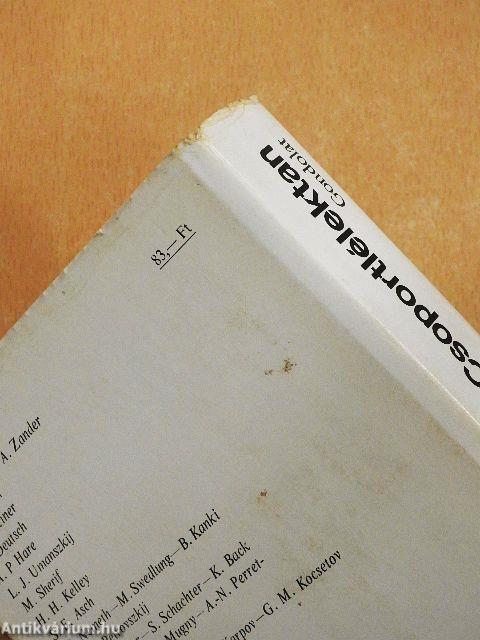 Csoportlélektan
Gondolat
83,— Ft
A. Zander
Deutsch
P Hare
L. J. Umanszkij
M. Sherif
H. H. Kelley
Asch
M. Swedlung—B. Kanki
S. Schachter—K. Back
Mugny—A.-N. Perret-
G. M. Kocsetov
Antikvárium.hu